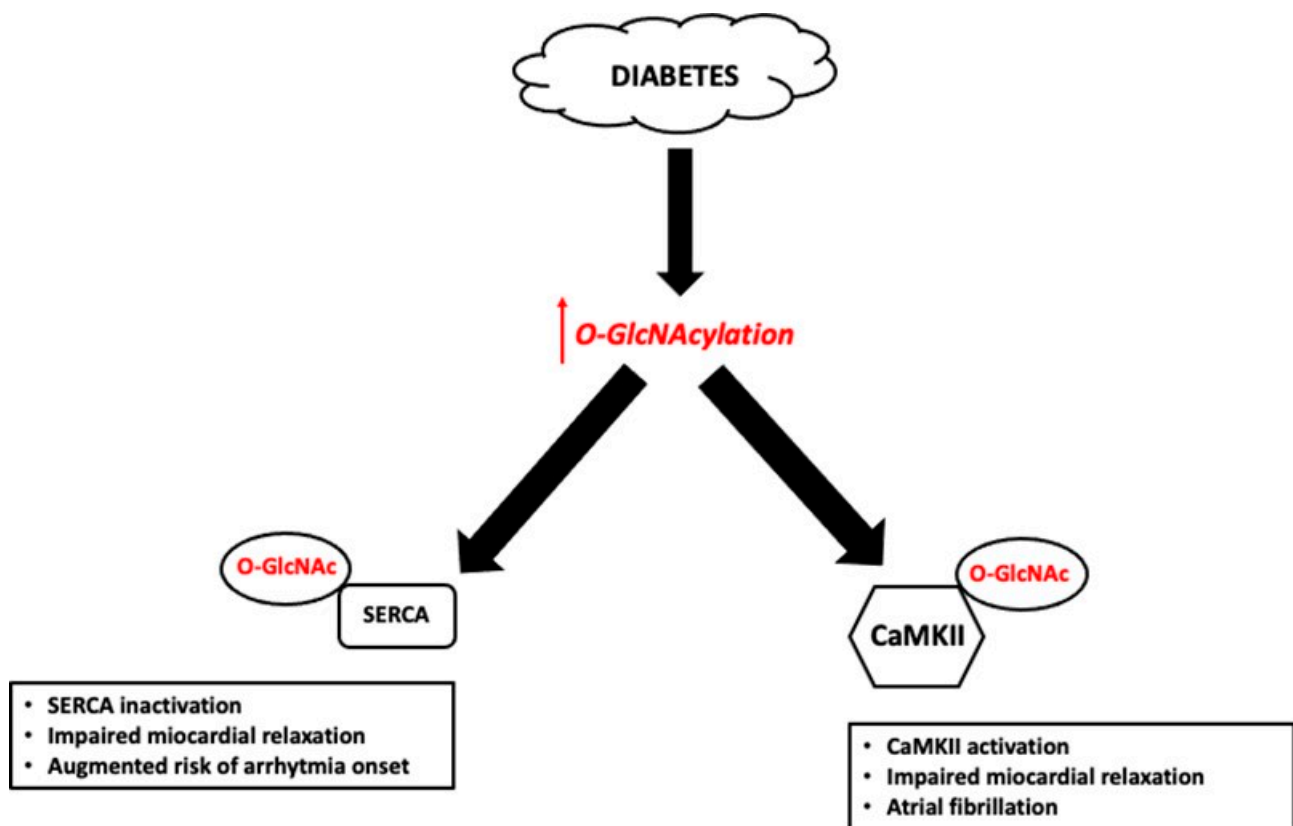 DIABETES
O-GlcNAcylation
O-GlcNAc
SERCA
• SERCA inactivation
• Impaired miocardial relaxation
• Augmented risk of arrhytmia onset
O-GlcNAc
CaMKII
• CaMKII activation
• Impaired miocardial relaxation
• Atrial fibrillation